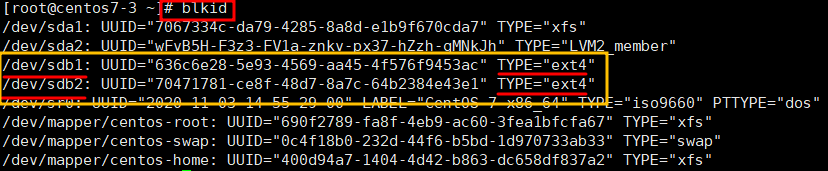 [root@centos7-3 ~]# blkid
/dev/sda1: UUID="7067334c-da79-4285-8a8d-e1b9f670cda7" TYPE="xfs"
/dev/sda2: UUID="wFvB5H-F3z3-FV1a-znkv-px37-hZzh-gMNkJh" TYPE="LVM2_member"
/dev/sdb1: UUID="636c6e28-5e93-4569-aa45-4f576f9453ac" TYPE="ext4"
/dev/sdb2: UUID="70471781-ce8f-48d7-8a7c-64b2384e43e1" TYPE="ext4"
/dev/sr0: UUID="2020-11-03-14-55-29-00" LABEL="CentOS 7 x86_64" TYPE="iso9660" PTTYPE="dos"
/dev/mapper/centos-root: UUID="690f2789-fa8f-4eb9-ac60-3fea1bfcfa67" TYPE="xfs"
/dev/mapper/centos-swap: UUID="0c4f18b0-232d-44f6-b5bd-1d970733ab33" TYPE="swap"
/dev/mapper/centos-home: UUID="400d94a7-1404-4d42-b863-dc658df837a2" TYPE="xfs"